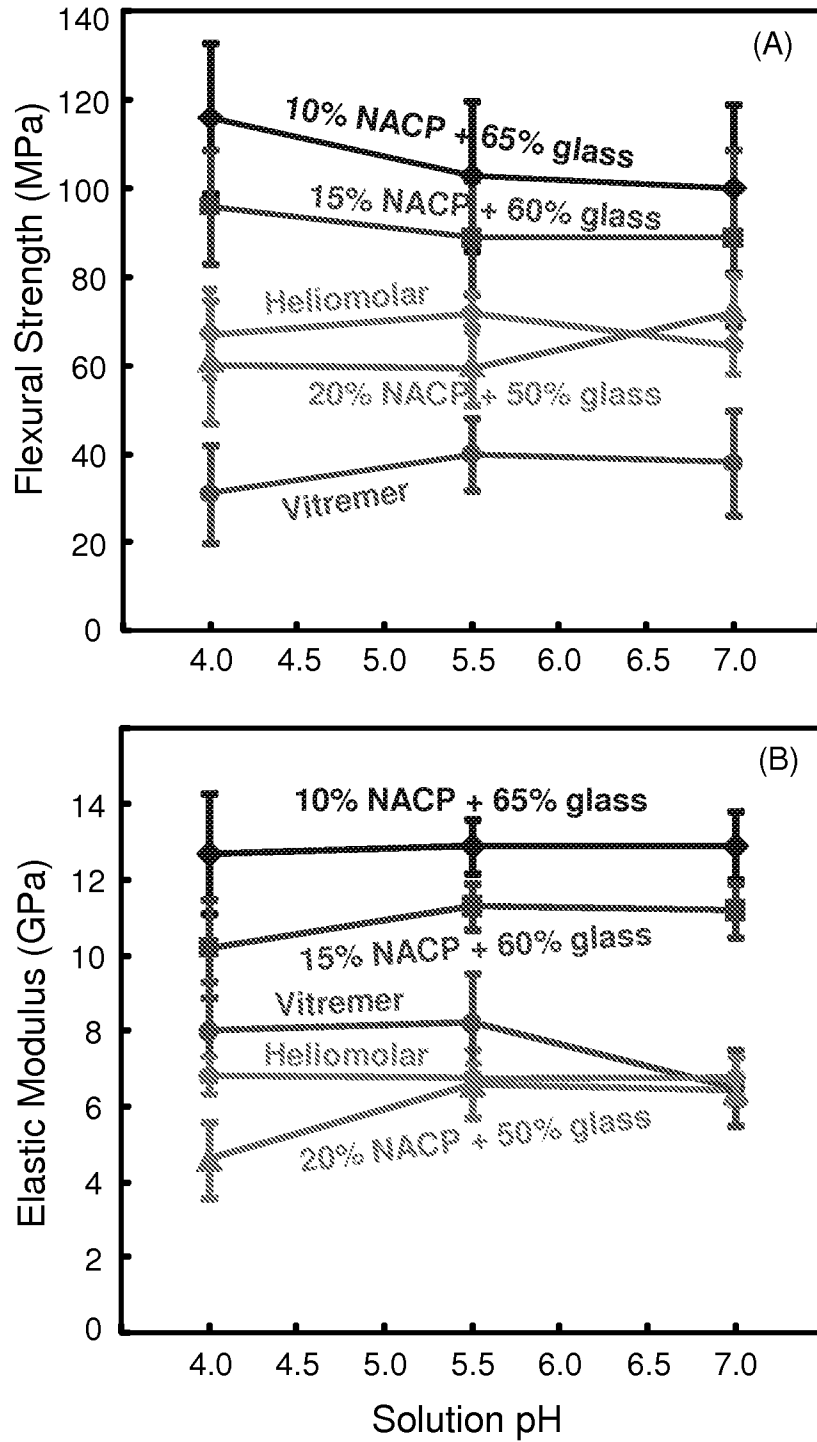 (A)
Flexural Strength (MPa)
140
120
100
80
60
40
20
0
10% NACP + 65% glass
15% NACP + 60% glass
Heliomolar
20% NACP + 50% glass
Vitremer
4.0 4.5 5.0 5.5 6.0 6.5 7.0
(B)
Elastic Modulus (GPa)
14
12
10
8
6
4
2
0
10% NACP + 65% glass
15% NACP + 60% glass
Vitremer
Heliomolar
20% NACP + 50% glass
4.0 4.5 5.0 5.5 6.0 6.5 7.0
Solution pH